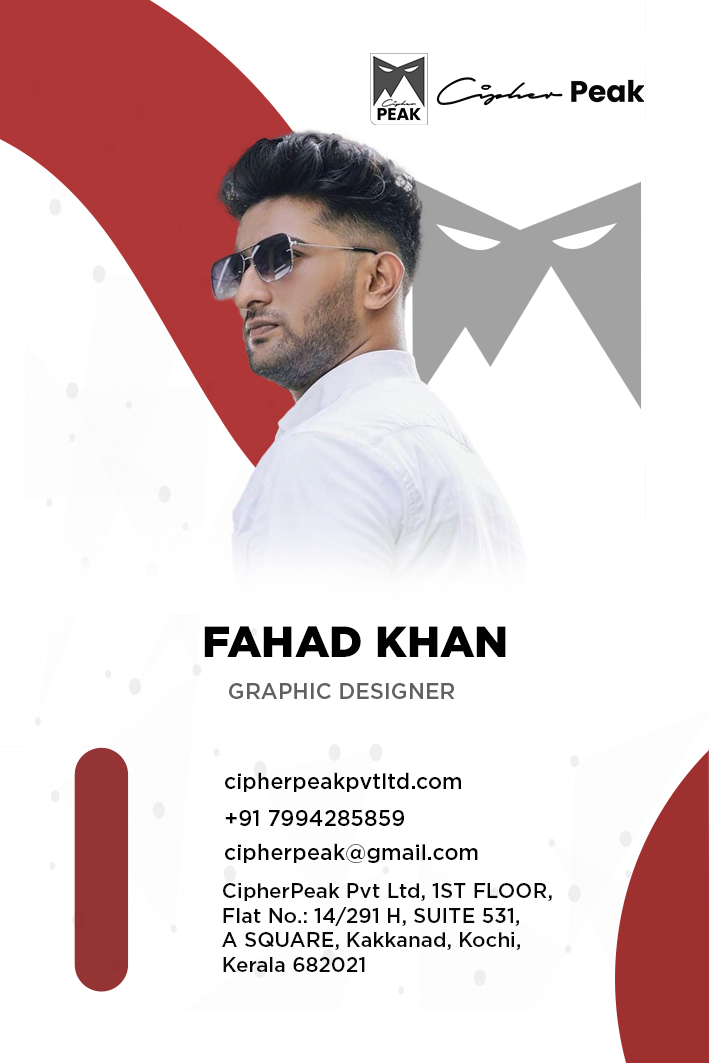 Cipher
PEAK
Cipher Peak
FAHAD KHAN
GRAPHIC DESIGNER
cipherpeakpvtltd.com
+91 7994285859
cipherpeak@gmail.com
CipherPeak Pvt Ltd, 1ST FLOOR,
Flat No.: 14/291 H, SUITE 531,
A SQUARE, Kakkanad, Kochi,
Kerala 682021